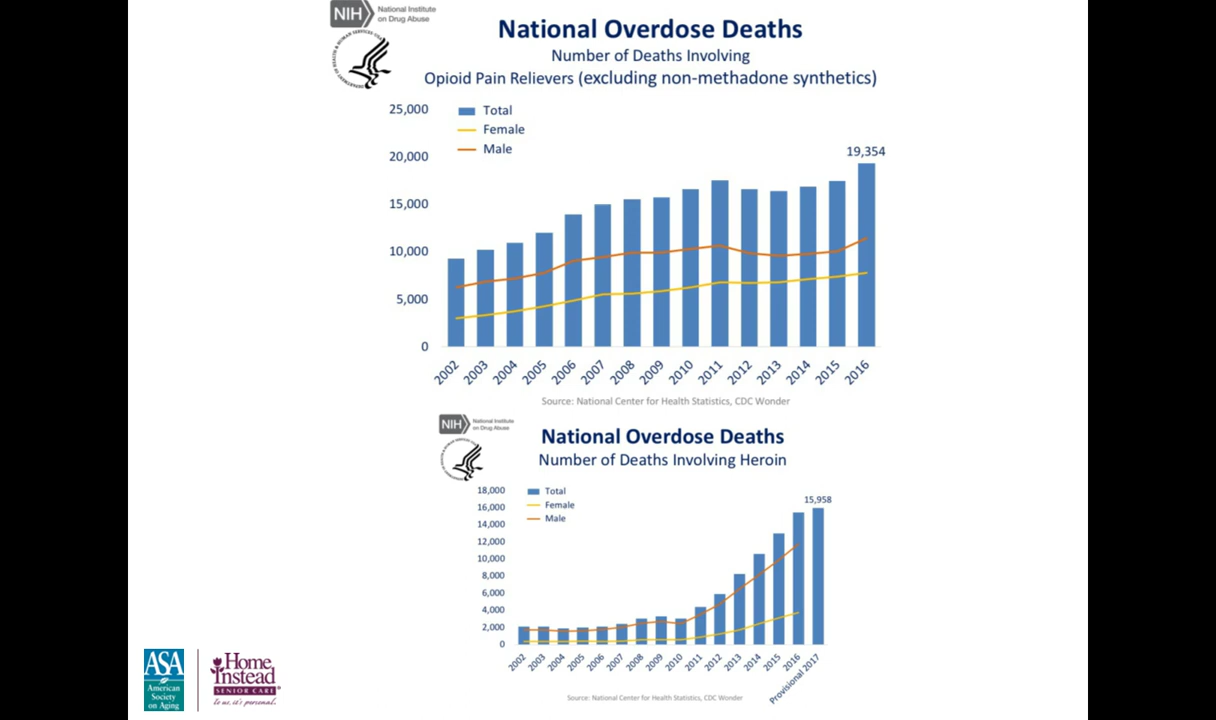 NIH
National Institute
on Drug Abuse
National Overdose Deaths
Number of Deaths Involving
Opioid Pain Relievers (excluding non-methadone synthetics)
25,000
20,000
15,000
10,000
5,000
0
Total
Female
Male
19,354
2002
2003
2004
2005
2006
2007
2008
2009
2010
2011
2012
2013
2014
2015
2016
Source: National Center for Health Statistics, CDC Wonder
NIH
National Institute
on Drug Abuse
National Overdose Deaths
Number of Deaths Involving Heroin
18,000
16,000
14,000
12,000
10,000
8,000
6,000
4,000
2,000
0
Total
Female
Male
15,958
2002
2003
2004
2005
2006
2007
2008
2009
2010
2011
2012
2013
2014
2015
2016
Provisional 2017
Source: National Center for Health Statistics, CDC Wonder
ASA
American
Society
on Aging
Home
Instead
SENIOR CARE®
To us, it's personal.